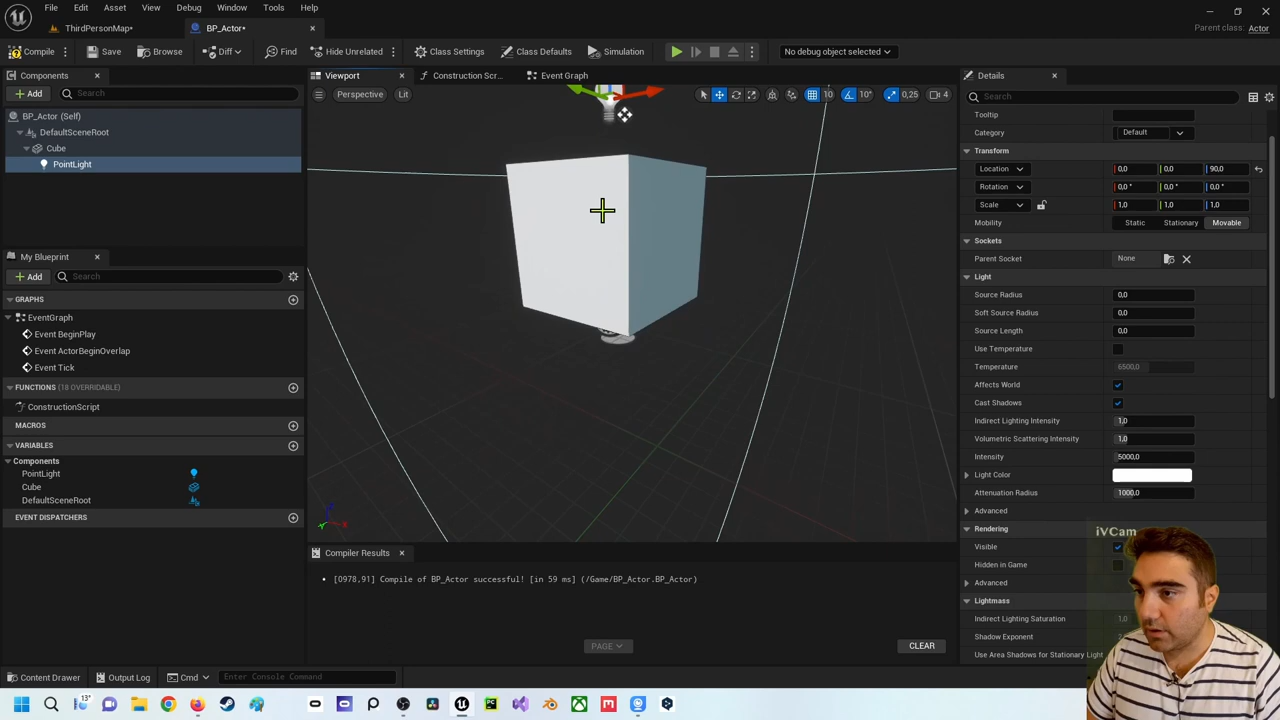 File Edit Asset View Debug Window Tools Help
ThirdPersonMap* BP_Actor* Parent class: Actor
Compile Save Browse Diff Find Hide Unrelated Class Settings Class Defaults Simulation No debug object selected
Components Viewport Construction Scr... Event Graph Details
Add Search Perspective Lit 10 10° 0,25 4 Search
BP_Actor (Self)
DefaultSceneRoot
Cube
PointLight
My Blueprint
Add Search
GRAPHS
EventGraph
Event BeginPlay
Event ActorBeginOverlap
Event Tick
FUNCTIONS (18 OVERRIDABLE)
ConstructionScript
MACROS
VARIABLES
Components
PointLight
Cube
DefaultSceneRoot
EVENT DISPATCHERS
Tooltip
Category Default
Transform
Location 0,0 0,0 90,0
Rotation 0,0 ° 0,0 ° 0,0 °
Scale 1,0 1,0 1,0
Mobility Static Stationary Movable
Sockets
Parent Socket None
Light
Source Radius 0,0
Soft Source Radius 0,0
Source Length 0,0
Use Temperature
Temperature 6500,0
Affects World
Cast Shadows
Indirect Lighting Intensity 1,0
Volumetric Scattering Intensity 1,0
Intensity 5000,0
Light Color
Attenuation Radius 1000,0
Advanced
Rendering
Visible
Hidden in Game
Advanced
Lightmass
Indirect Lighting Saturation 1,0
Shadow Exponent
Use Area Shadows for Stationary Light
iVCam
Compiler Results
[0978,91] Compile of BP_Actor successful! [in 59 ms] (/Game/BP_Actor.BP_Actor)
PAGE CLEAR
Content Drawer Output Log Cmd Enter Console Command
13°